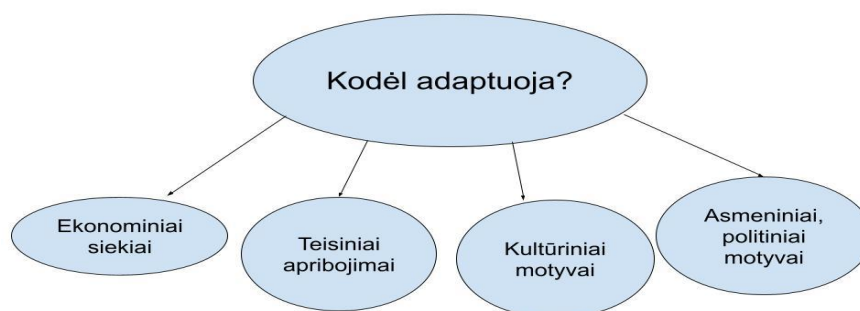 Kodėl adaptuoja?
Ekonominiai
siekiai
Teisiniai
apribojimai
Kultūriniai
motyvai
Asmeniniai,
politiniai
motyvai